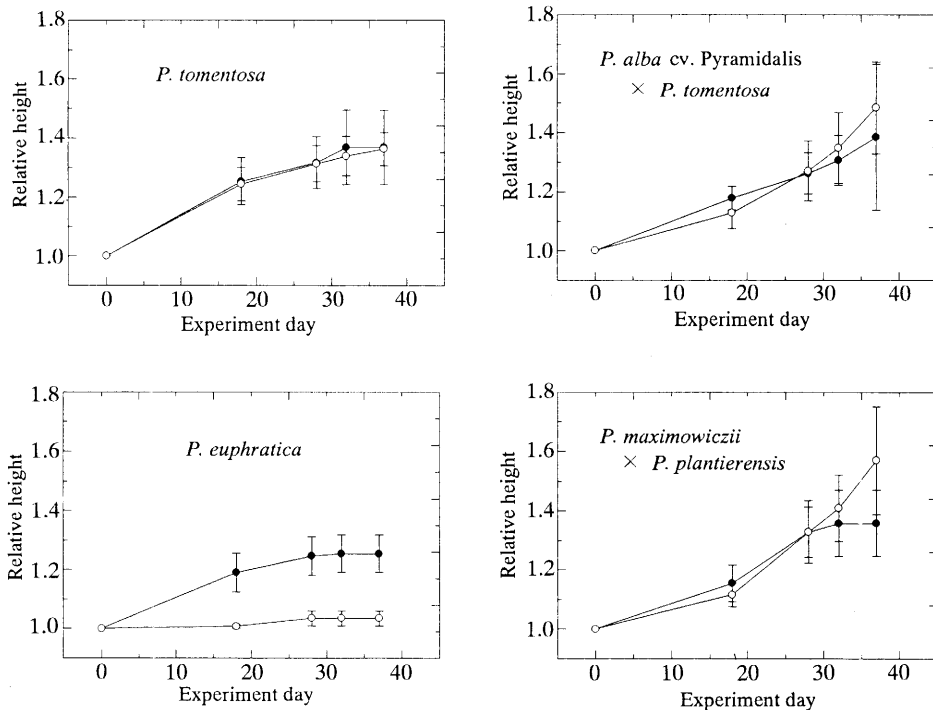 1.8
1.6
1.4
1.2
1.0
Relative height
P. tomentosa
0 10 20 30 40
Experiment day
1.8
1.6
1.4
1.2
1.0
Relative height
P. alba cv. Pyramidalis
× P. tomentosa
0 10 20 30 40
Experiment day
1.8
1.6
1.4
1.2
1.0
Relative height
P. euphratica
0 10 20 30 40
Experiment day
1.8
1.6
1.4
1.2
1.0
Relative height
P. maximowiczii
× P. plantierensis
0 10 20 30 40
Experiment day